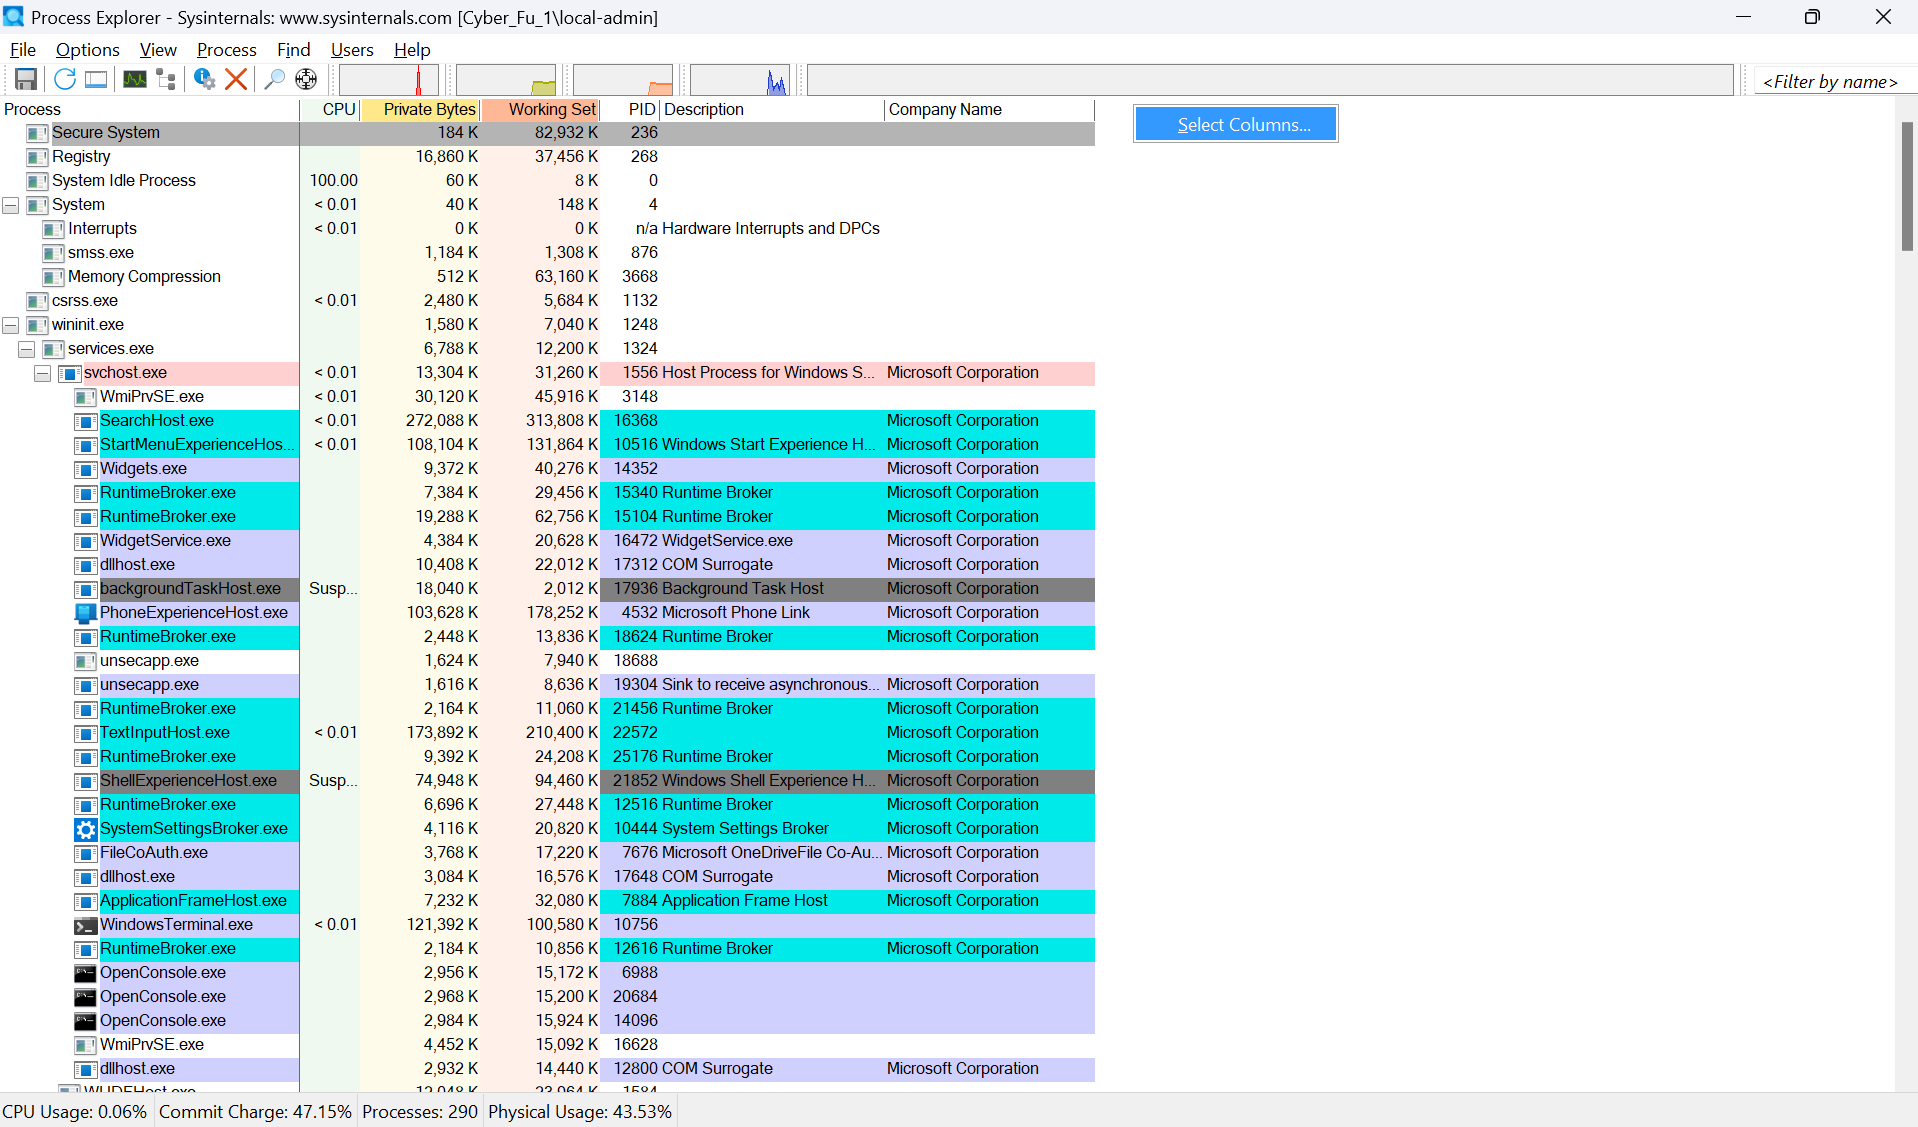 Process Explorer - Sysinternals: www.sysinternals.com [Cyber_Fu_1\local-admin]
File Options View Process Find Users Help
<Filter by name>
Process CPU Private Bytes Working Set PID Description Company Name
Select Columns...
Secure System 184 K 82,932 K 236
Registry 16,860 K 37,456 K 268
System Idle Process 100.00 60 K 8 K 0
System < 0.01 40 K 148 K 4
Interrupts < 0.01 0 K 0 K n/a Hardware Interrupts and DPCs
smss.exe 1,184 K 1,308 K 876
Memory Compression 512 K 63,160 K 3668
csrss.exe < 0.01 2,480 K 5,684 K 1132
wininit.exe 1,580 K 7,040 K 1248
services.exe 6,788 K 12,200 K 1324
svchost.exe < 0.01 13,304 K 31,260 K 1556 Host Process for Windows S... Microsoft Corporation
WmiPrvSE.exe < 0.01 30,120 K 45,916 K 3148
SearchHost.exe < 0.01 272,088 K 313,808 K 16368 Microsoft Corporation
StartMenuExperienceHos... < 0.01 108,104 K 131,864 K 10516 Windows Start Experience H... Microsoft Corporation
Widgets.exe 9,372 K 40,276 K 14352 Microsoft Corporation
RuntimeBroker.exe 7,384 K 29,456 K 15340 Runtime Broker Microsoft Corporation
RuntimeBroker.exe 19,288 K 62,756 K 15104 Runtime Broker Microsoft Corporation
WidgetService.exe 4,384 K 20,628 K 16472 WidgetService.exe Microsoft Corporation
dllhost.exe 10,408 K 22,012 K 17312 COM Surrogate Microsoft Corporation
backgroundTaskHost.exe Susp... 18,040 K 2,012 K 17936 Background Task Host Microsoft Corporation
PhoneExperienceHost.exe 103,628 K 178,252 K 4532 Microsoft Phone Link Microsoft Corporation
RuntimeBroker.exe 2,448 K 13,836 K 18624 Runtime Broker Microsoft Corporation
unsecapp.exe 1,624 K 7,940 K 18688
unsecapp.exe 1,616 K 8,636 K 19304 Sink to receive asynchronous... Microsoft Corporation
RuntimeBroker.exe 2,164 K 11,060 K 21456 Runtime Broker Microsoft Corporation
TextInputHost.exe < 0.01 173,892 K 210,400 K 22572 Microsoft Corporation
RuntimeBroker.exe 9,392 K 24,208 K 25176 Runtime Broker Microsoft Corporation
ShellExperienceHost.exe Susp... 74,948 K 94,460 K 21852 Windows Shell Experience H... Microsoft Corporation
RuntimeBroker.exe 6,696 K 27,448 K 12516 Runtime Broker Microsoft Corporation
SystemSettingsBroker.exe 4,116 K 20,820 K 10444 System Settings Broker Microsoft Corporation
FileCoAuth.exe 3,768 K 17,220 K 7676 Microsoft OneDriveFile Co-Au... Microsoft Corporation
dllhost.exe 3,084 K 16,576 K 17648 COM Surrogate Microsoft Corporation
ApplicationFrameHost.exe 7,232 K 32,080 K 7884 Application Frame Host Microsoft Corporation
WindowsTerminal.exe < 0.01 121,392 K 100,580 K 10756
RuntimeBroker.exe 2,184 K 10,856 K 12616 Runtime Broker Microsoft Corporation
OpenConsole.exe 2,956 K 15,172 K 6988
OpenConsole.exe 2,968 K 15,200 K 20684
OpenConsole.exe 2,984 K 15,924 K 14096
WmiPrvSE.exe 4,452 K 15,092 K 16628
dllhost.exe 2,932 K 14,440 K 12800 COM Surrogate Microsoft Corporation
CPU Usage: 0.06% Commit Charge: 47.15% Processes: 290 Physical Usage: 43.53%